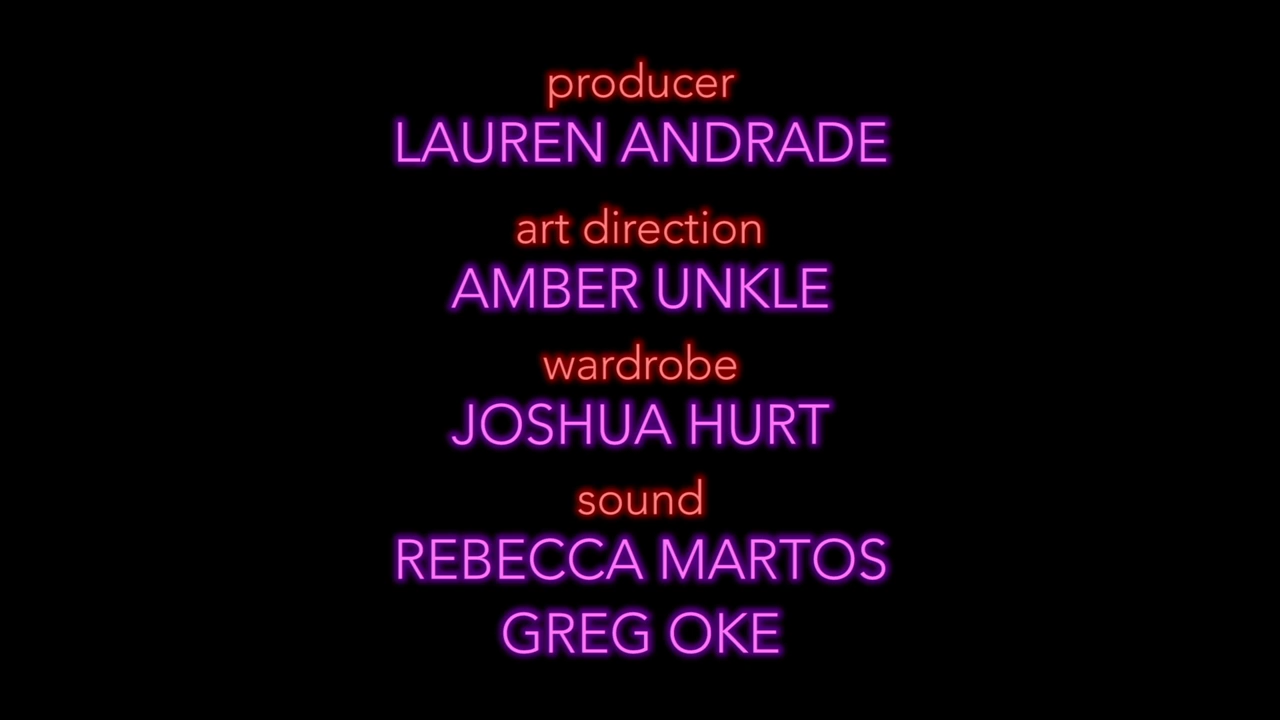 producer
LAUREN ANDRADE
art direction
AMBER UNKLE
wardrobe
JOSHUA HURT
sound
REBECCA MARTOS
GREG OKE